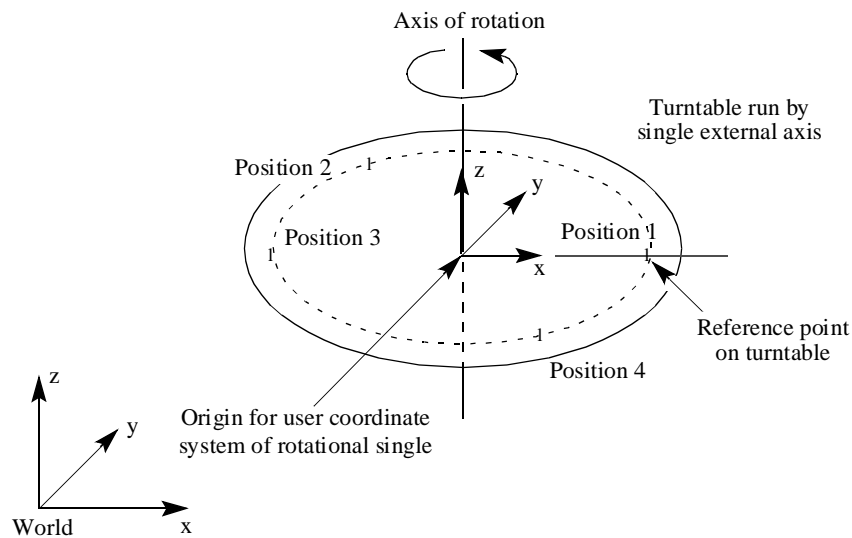 Axis of rotation
Turntable run by
single external axis
Position 2
l
z
y
Position 3
Position 1
l
l
x
l
Reference point
on turntable
Position 4
z
Origin for user coordinate
system of rotational single
y
World
x